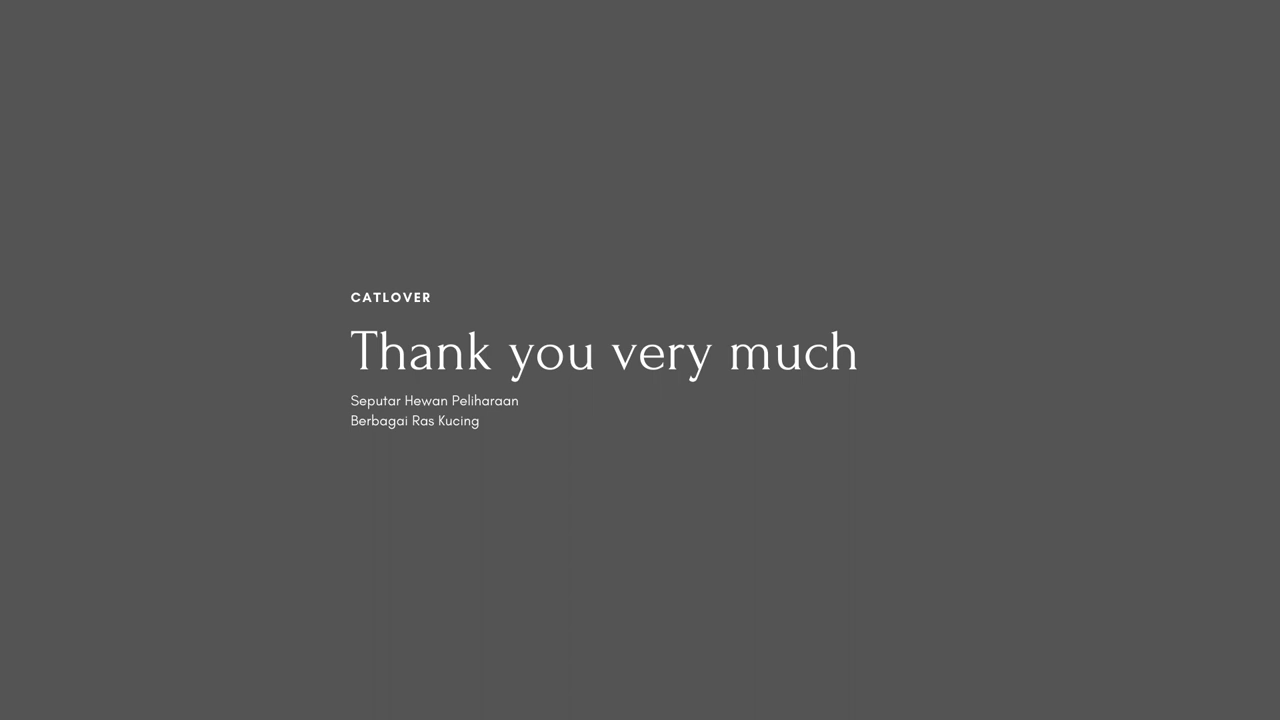 CATLOVER
Thank you very much
Seputar Hewan Peliharaan
Berbagai Ras Kucing